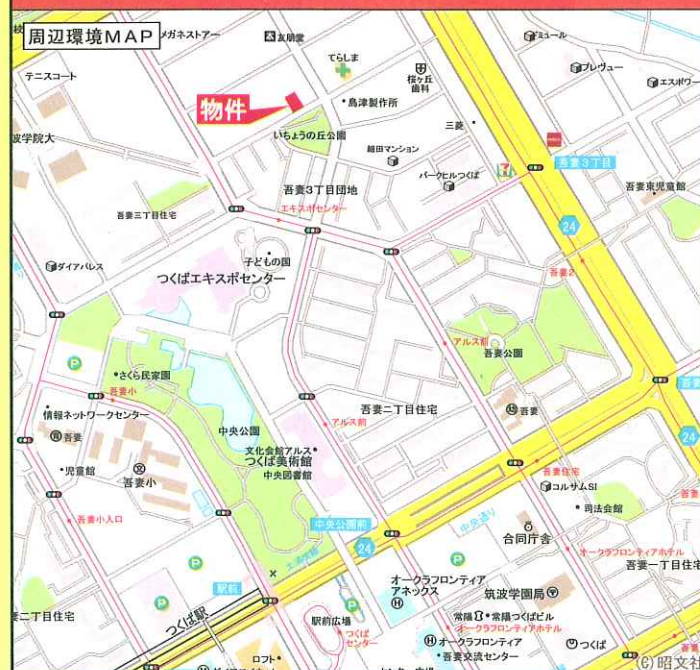 周辺環境MAP
メガネストアー
友朋堂
てらしま
桜ヶ丘
歯科
ミュール
プレヴュー
エスポワー
テニスコート
物件
島津製作所
三菱
波学院大
いちょうの丘公園
細田マンション
パークヒルつくば
吾妻3丁目
吾妻3丁目団地
吾妻東児童館
吾妻三丁目住宅
エキスポセンター
24
子どもの国
ダイアパレス
つくばエキスポセンター
吾妻2
アルス前
吾妻公園
P
さくら民家園
吾妻小
情報ネットワークセンター
吾妻
中央公園
文化会館アルス
つくば美術館
中央図書館
アルス前
吾妻二丁目住宅
吾妻
吾妻
24
児童館
吾妻小
吾妻住宅
コルサムSI
司法会館
吾妻
吾妻小入口
中央公園前
中央通り
合同庁舎
24
土浦学園線
P
オークラフロンティアホテル
吾妻一丁目住宅
駅前
P
オークラフロンティア
アネックス
筑波学園局
二丁目住宅
つくば駅
P
駅前広場
つくば
センター
常陽
常陽つくばビル
オークラフロンティアホテル
オークラフロンティア
つくば
吾妻交流センター
ロフト
(C)昭文社